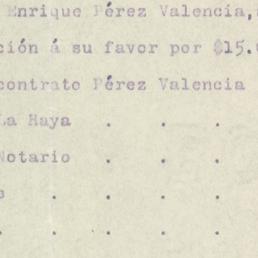 Enrique Pérez Valencia,
ción á su favor por $15.
contrato Pérez Valencia
La Haya . . .
Notario . . .
. . . .
. . . .